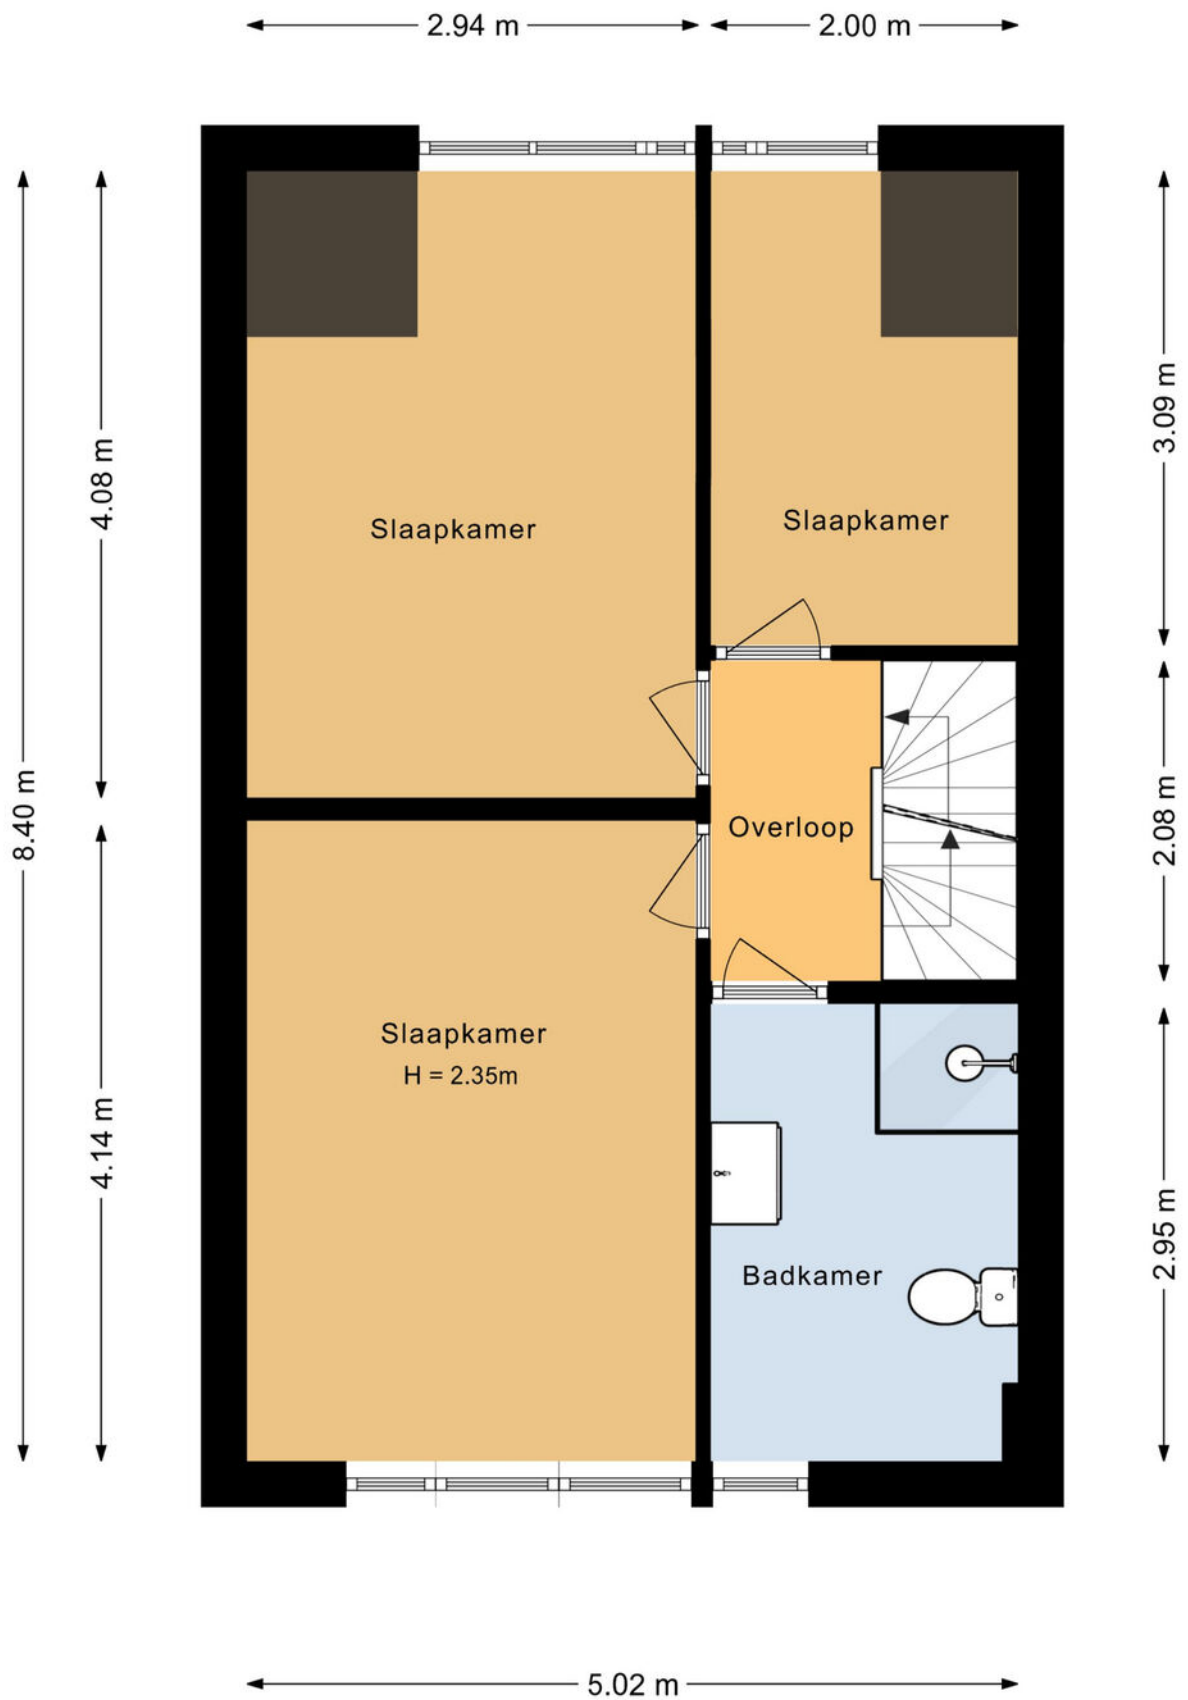 2.94 m
2.00 m
8.40 m
4.08 m
3.09 m
Slaapkamer
Slaapkamer
Overloop
2.08 m
Slaapkamer
H = 2.35m
4.14 m
Badkamer
2.95 m
5.02 m